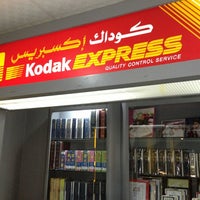 كوداك إكسبريس
Kodak EXPRESS
QUALITY CONTROL SERVICE